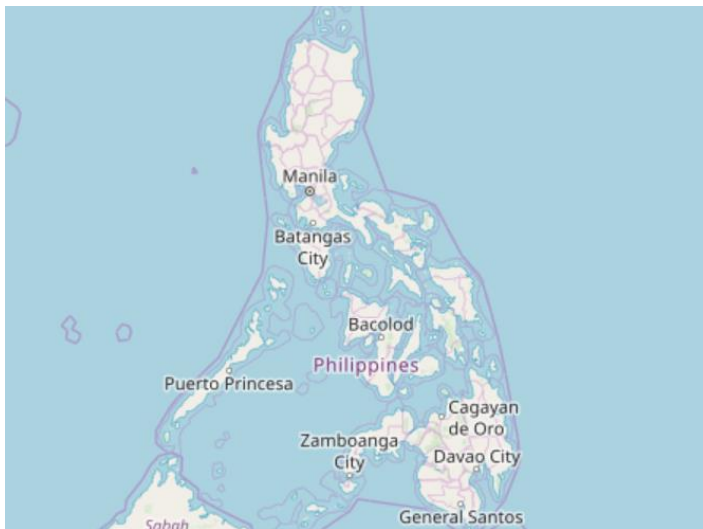 Manila
Batangas
City
Bacolod
Philippines
Puerto Princesa
Cagayan
de Oro
Zamboanga
City
Davao City
General Santos
Sabah